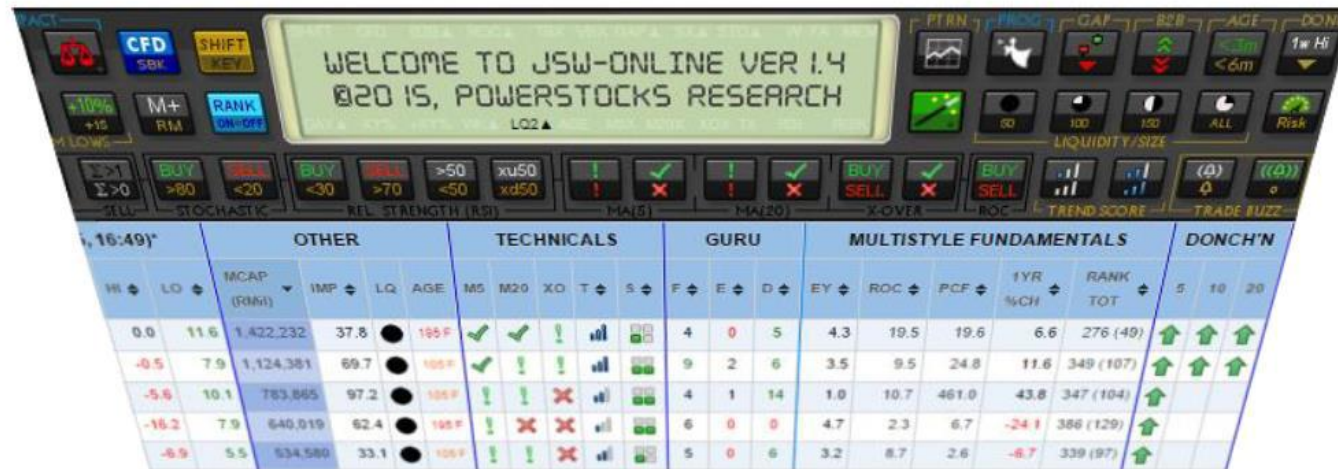 PACT
PTRN PROG GAP B2B AGE DON
CFD
SBK
SHIFT
KEY
WELCOME TO JSW-ONLINE VER 1.4
©2015, POWERSTOCKS RESEARCH
LQ2▲
<3m
<6m
1w Hi
+10%
+15
M+
RM
RANK
ON=OFF
50 100 150 ALL Risk
M LOWS
LIQUIDITY/SIZE
Σ>1
Σ>0
BUY
>80
SELL
<20
BUY
<30
SELL
>70
>50
<50
xu50
xd50
BUY
SELL
BUY
SELL
SELL STOCHASTIC REL STRENGTH (RSI) MA(5) MA(20) X-OVER ROC TREND SCORE TRADE BUZZ
, 16:49)* OTHER TECHNICALS GURU MULTISTYLE FUNDAMENTALS DONCH'N
HI LO MCAP (RMil) IMP LQ AGE M5 M20 XO T S F E D EY ROC PCF 1YR %CH RANK TOT 5 10 20
0.0 11.6 1,422,232 37.8 195 F 4 0 5 4.3 19.5 19.6 6.6 276 (49)
-0.5 7.9 1,124,381 69.7 9 2 6 3.5 9.5 24.8 11.6 349 (107)
-5.6 10.1 783,865 97.2 4 1 14 1.0 10.7 461.0 43.8 347 (104)
-16.2 7.9 640,019 62.4 195 F 6 0 0 4.7 2.3 6.7 -24.1 386 (129)
-6.9 5.5 534,580 33.1 5 0 6 3.2 8.7 2.6 -6.7 339 (97)